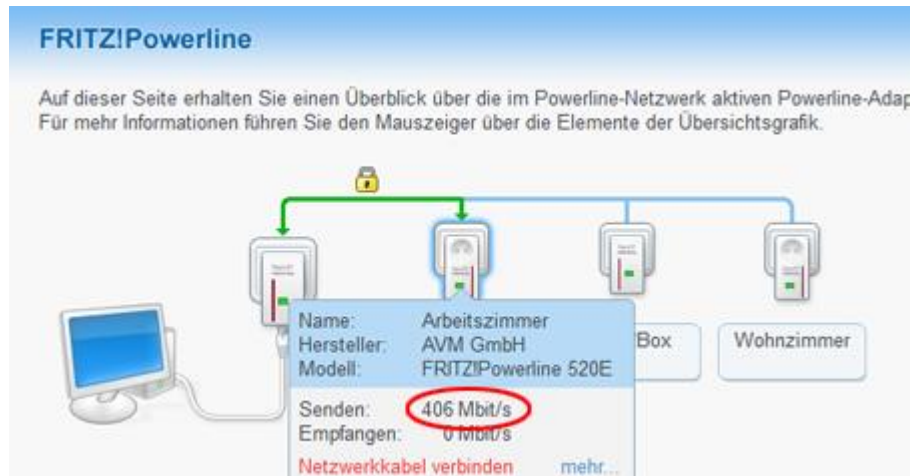 FRITZ!Powerline
Auf dieser Seite erhalten Sie einen Überblick über die im Powerline-Netzwerk aktiven Powerline-Adap
Für mehr Informationen führen Sie den Mauszeiger über die Elemente der Übersichtsgrafik.
Name: Arbeitszimmer
Hersteller: AVM GmbH
Modell: FRITZ!Powerline 520E
Box
Wohnzimmer
Senden: 406 Mbit/s
Empfangen: 0 Mbit/s
Netzwerkkabel verbinden mehr...